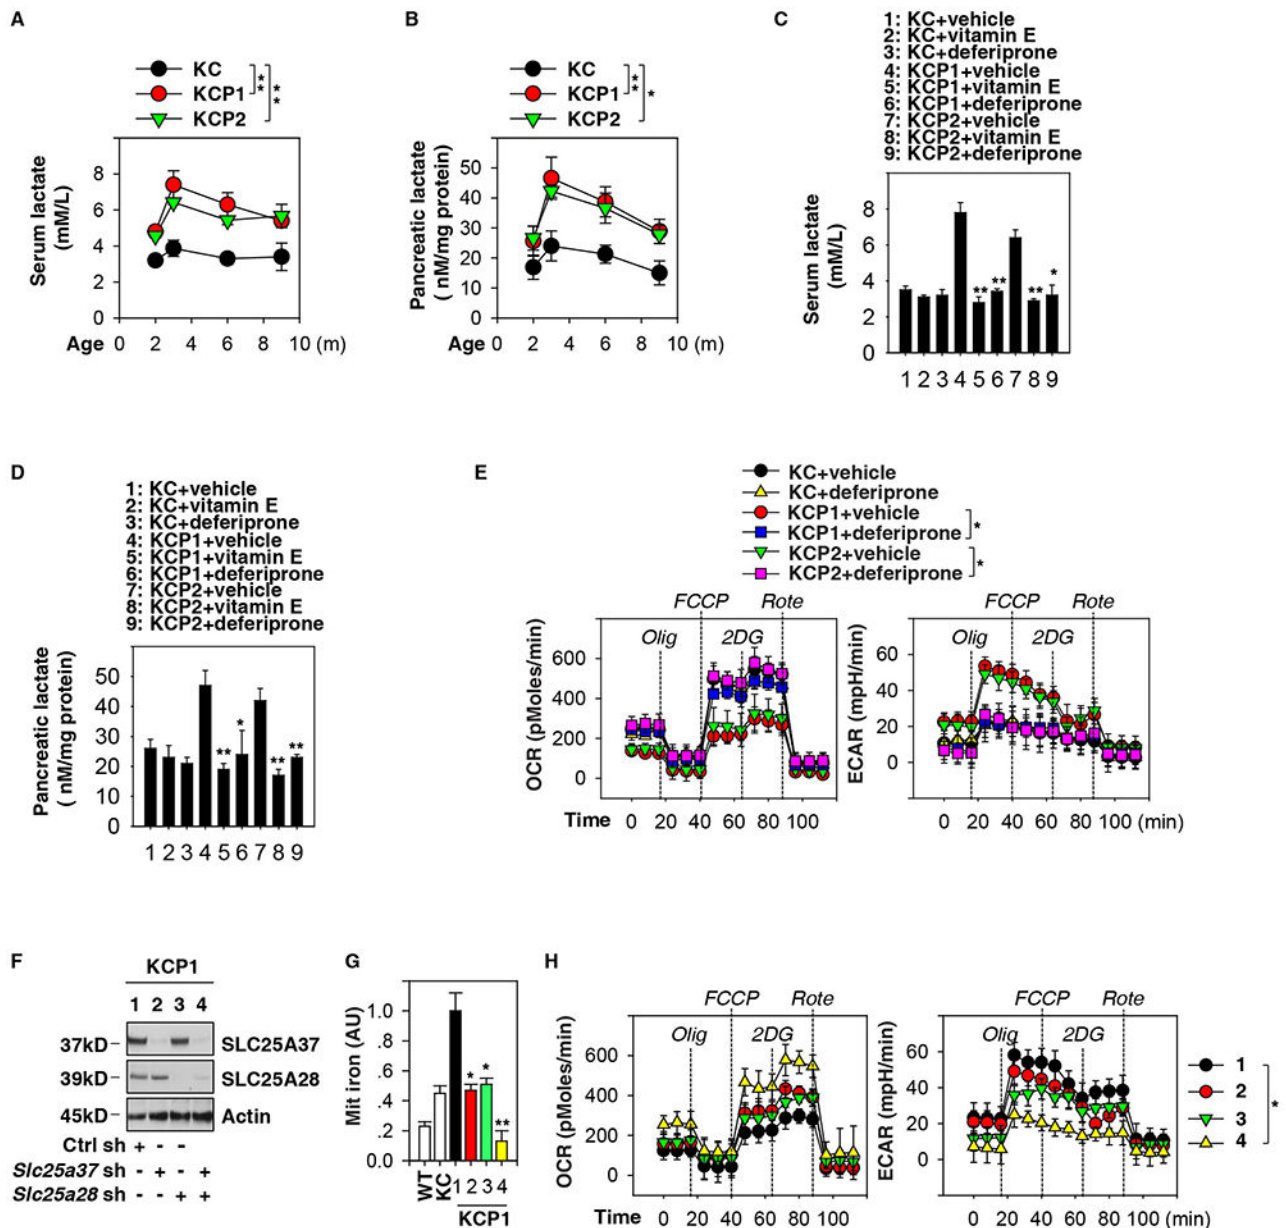 A
KC
KCP1
KCP2
**
**
Serum lactate
(mM/L)
8
6
4
2
0
Age 0 2 4 6 8 10 (m)
B
KC
KCP1
KCP2
**
*
Pancreatic lactate
( nM/mg protein)
50
40
30
20
10
0
Age 0 2 4 6 8 10 (m)
C
1: KC+vehicle
2: KC+vitamin E
3: KC+deferiprone
4: KCP1+vehicle
5: KCP1+vitamin E
6: KCP1+deferiprone
7: KCP2+vehicle
8: KCP2+vitamin E
9: KCP2+deferiprone
Serum lactate
(mM/L)
8
6
4
2
0
** ** ** *
1 2 3 4 5 6 7 8 9
D
1: KC+vehicle
2: KC+vitamin E
3: KC+deferiprone
4: KCP1+vehicle
5: KCP1+vitamin E
6: KCP1+deferiprone
7: KCP2+vehicle
8: KCP2+vitamin E
9: KCP2+deferiprone
Pancreatic lactate
( nM/mg protein)
50
40
30
20
10
0
** * ** **
1 2 3 4 5 6 7 8 9
E
KC+vehicle
KC+deferiprone
KCP1+vehicle
KCP1+deferiprone
KCP2+vehicle
KCP2+deferiprone
*
*
FCCP Rote
Olig 2DG
OCR (pMoles/min)
600
400
200
0
Time 0 20 40 60 80 100
FCCP Rote
Olig 2DG
ECAR (mpH/min)
60
40
20
0
0 20 40 60 80 100 (min)
F
KCP1
1 2 3 4
37kD SLC25A37
39kD SLC25A28
45kD Actin
Ctrl sh + - - -
Slc25a37 sh - + - +
Slc25a28 sh - - + +
G
Mit iron (AU)
1.0
.8
.6
.4
.2
0.0
* * **
WT KC 1 2 3 4
KCP1
H
FCCP Rote
Olig 2DG
OCR (pMoles/min)
600
400
200
0
Time 0 20 40 60 80 100
FCCP Rote
Olig 2DG
ECAR (mpH/min)
60
40
20
0
0 20 40 60 80 100 (min)
1
2
3
4
*